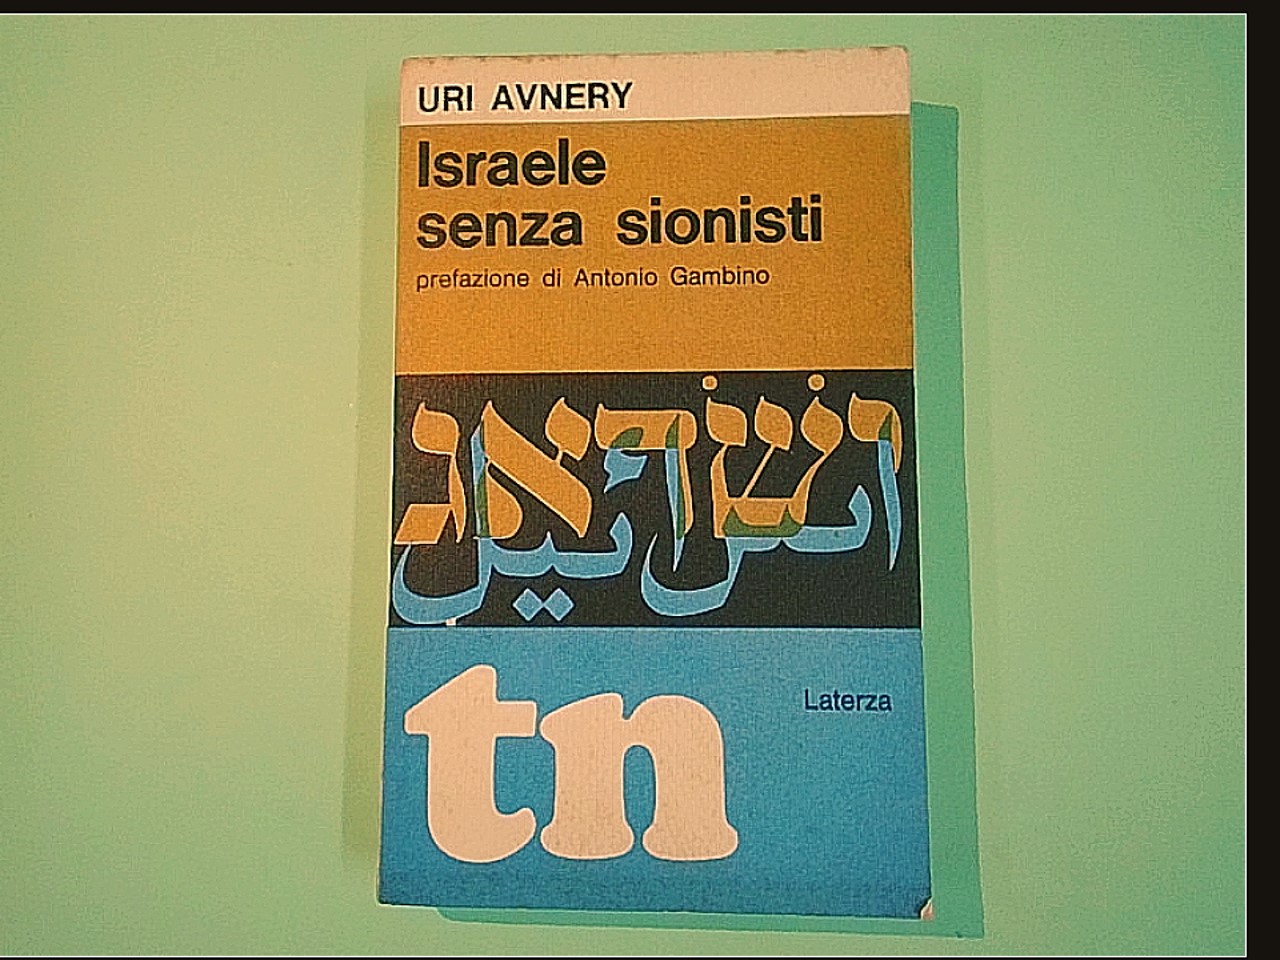 URI AVNERY
Israele
senza sionisti
prefazione di Antonio Gambino
ישראל
اسرائيل
tn
Laterza